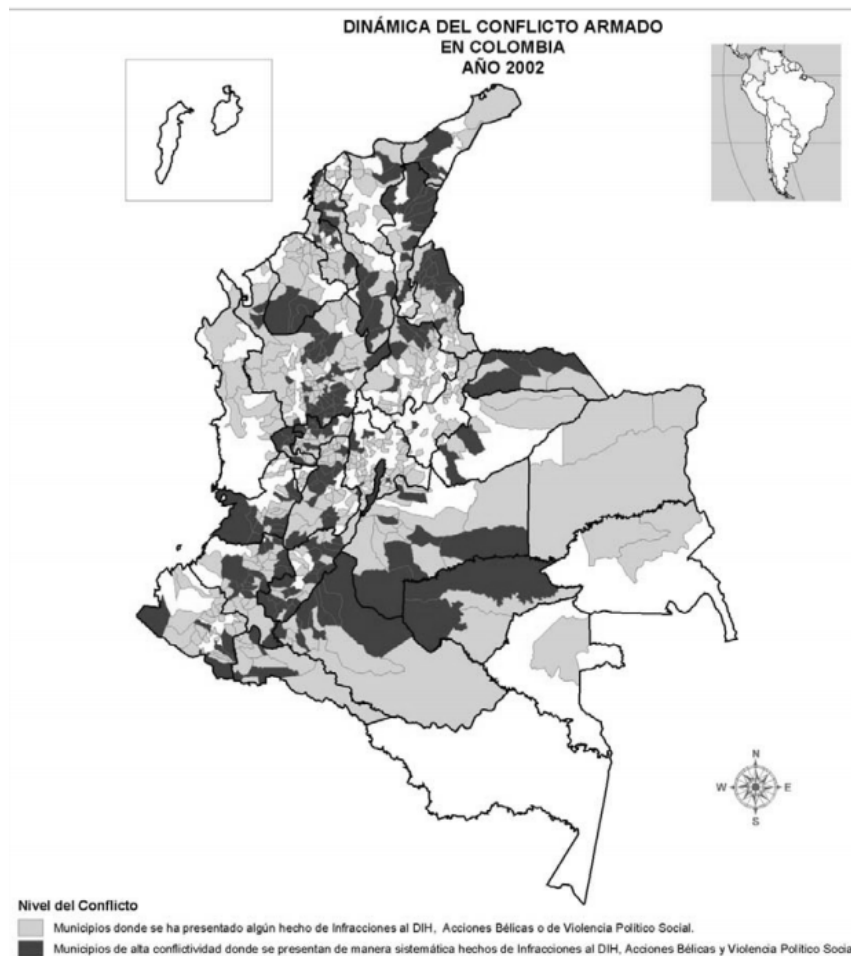 DINÁMICA DEL CONFLICTO ARMADO
EN COLOMBIA
AÑO 2002
N
W E
S
Nivel del Conflicto
Municipios donde se ha presentado algún hecho de Infracciones al DIH, Acciones Bélicas o de Violencia Político Social.
Municipios de alta conflictividad donde se presentan de manera sistemática hechos de Infracciones al DIH, Acciones Bélicas y Violencia Político Socia